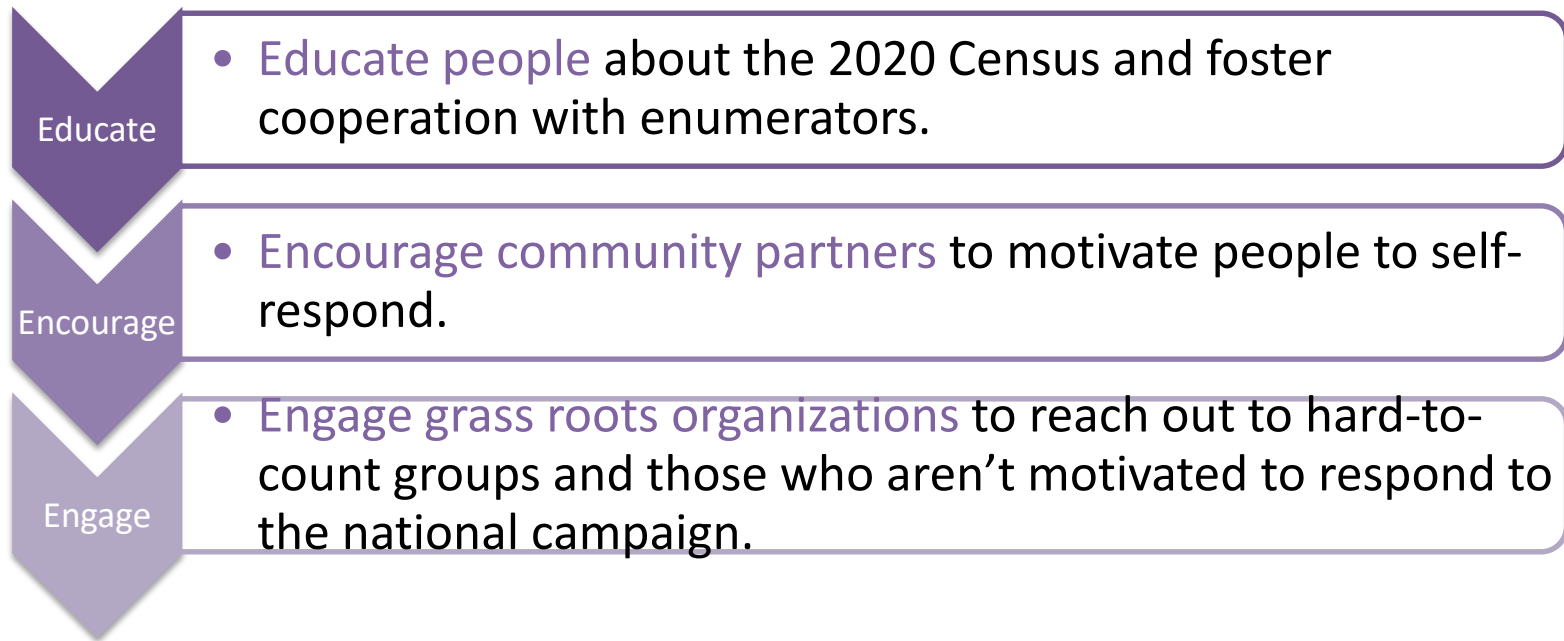 Educate
• Educate people about the 2020 Census and foster
cooperation with enumerators.
Encourage
• Encourage community partners to motivate people to self-
respond.
Engage
• Engage grass roots organizations to reach out to hard-to-
count groups and those who aren’t motivated to respond to
the national campaign.